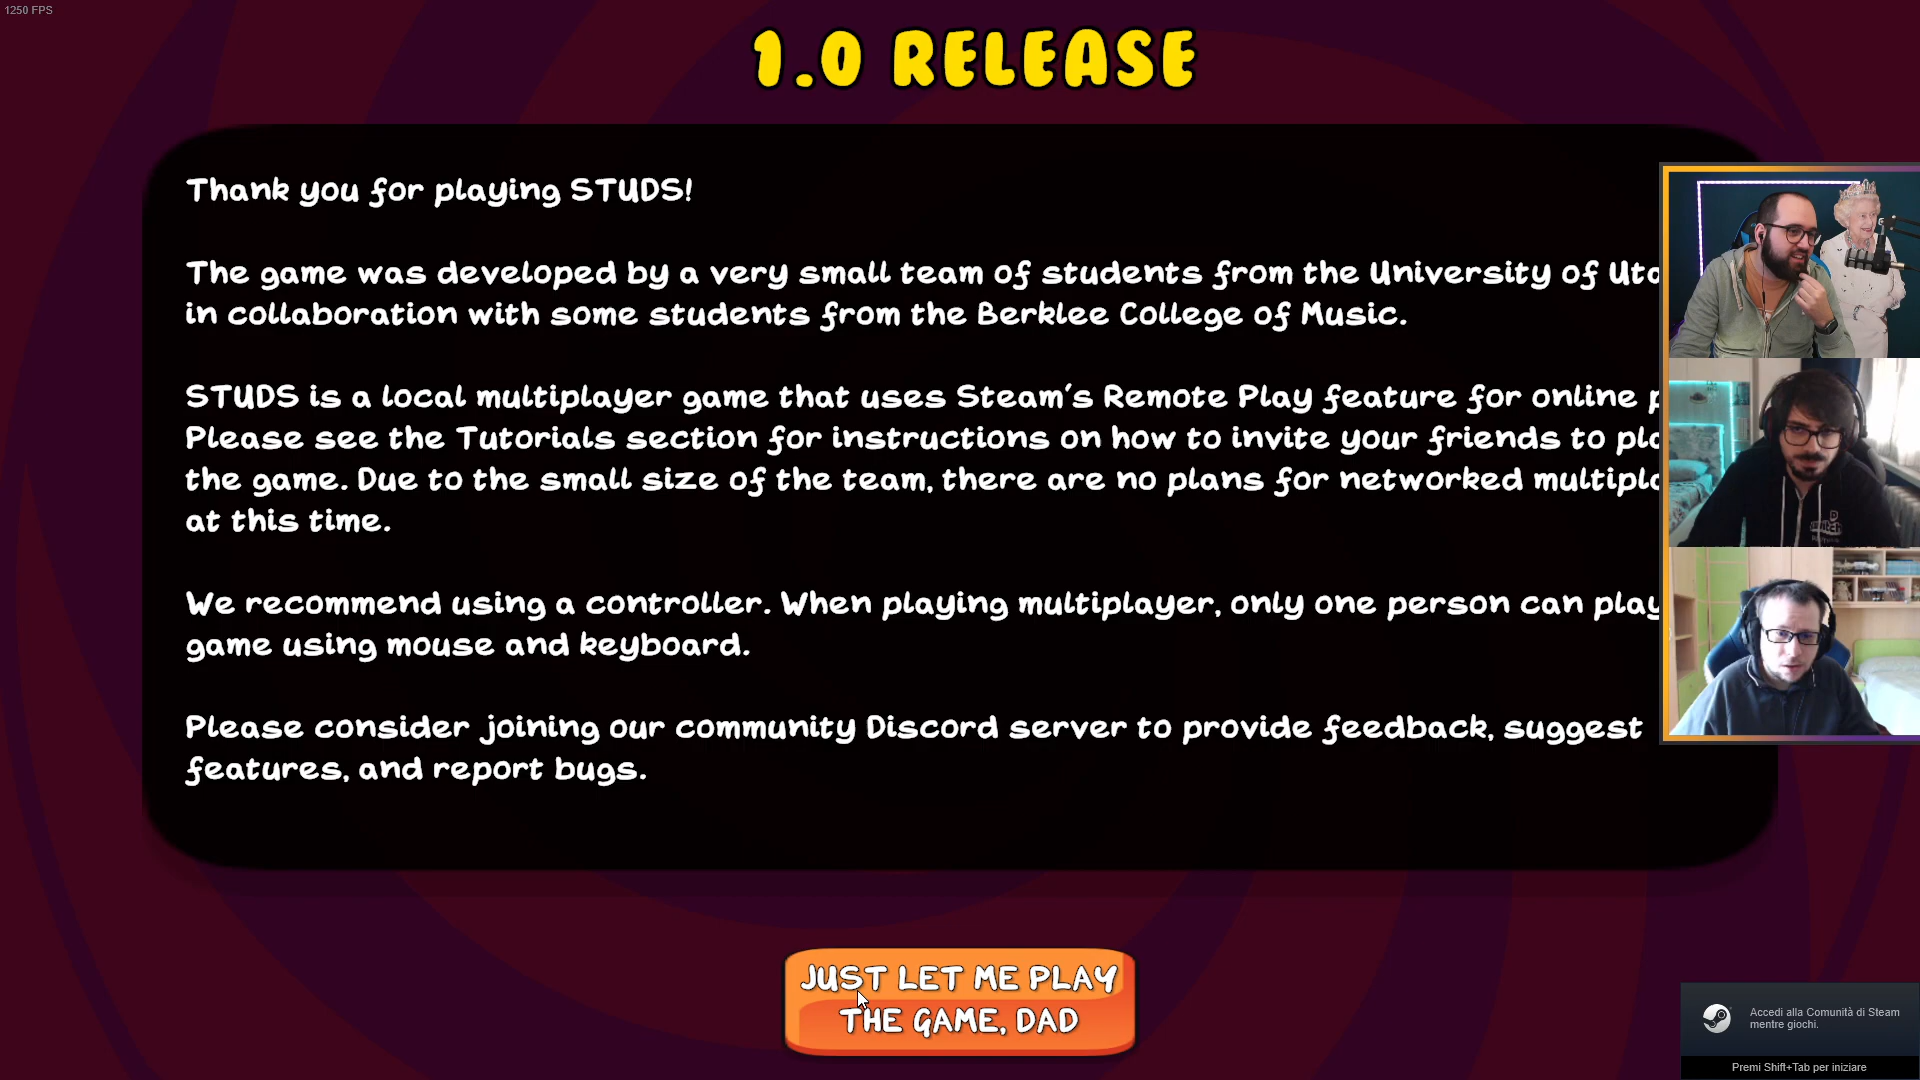 1250 FPS
1.0 RELEASE
Thank you for playing STUDS!
The game was developed by a very small team of students from the University of
in collaboration with some students from the Berklee College of Music.
STUDS is a local multiplayer game that uses Steam's Remote Play feature for online
Please see the Tutorials section for instructions on how to invite your friends to
the game. Due to the small size of the team, there are no plans for networked
at this time.
We recommend using a controller. When playing multiplayer, only one person can play
game using mouse and keyboard.
Please consider joining our community Discord server to provide feedback, suggest
features, and report bugs.
JUST LET ME PLAY
THE GAME, DAD
Accedi alla Comunità di Steam
mentre giochi.
Premi Shift+Tab per iniziare